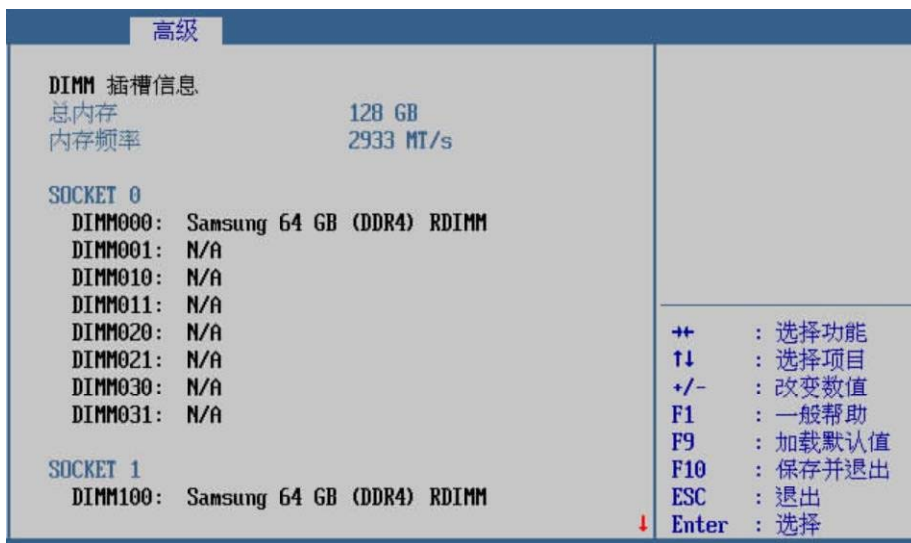 高级
DIMM 插槽信息
总内存 128 GB
内存频率 2933 MT/s
SOCKET 0
DIMM000: Samsung 64 GB (DDR4) RDIMM
DIMM001: N/A
DIMM010: N/A
DIMM011: N/A
DIMM020: N/A
DIMM021: N/A
DIMM030: N/A
DIMM031: N/A
SOCKET 1
DIMM100: Samsung 64 GB (DDR4) RDIMM
↓
→← : 选择功能
↑↓ : 选择项目
+/- : 改变数值
F1 : 一般帮助
F9 : 加载默认值
F10 : 保存并退出
ESC : 退出
Enter : 选择